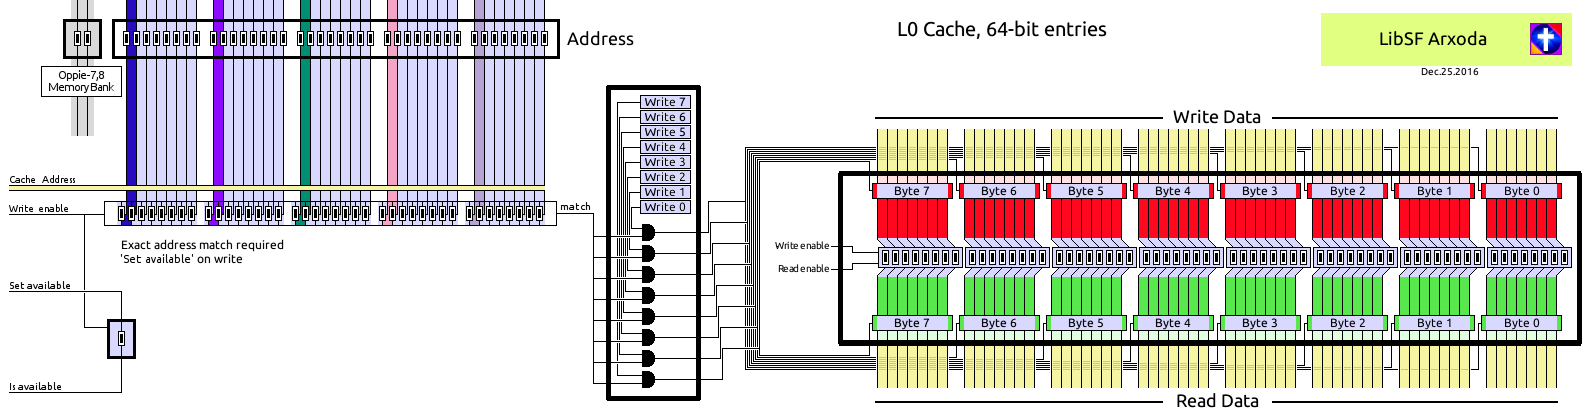 L0 Cache, 64-bit entries
LibSF Arxoda
Dec.25.2016
Address
Oppie-7,8
Memory Bank
Write 7
Write 6
Write 5
Write 4
Write 3
Write 2
Write 1
Write 0
Write Data
Cache Address
Write enable
match
Exact address match required
'Set available' on write
Set available
Is available
Byte 7 Byte 6 Byte 5 Byte 4 Byte 3 Byte 2 Byte 1 Byte 0
Write enable
Read enable
Byte 7 Byte 6 Byte 5 Byte 4 Byte 3 Byte 2 Byte 1 Byte 0
Read Data